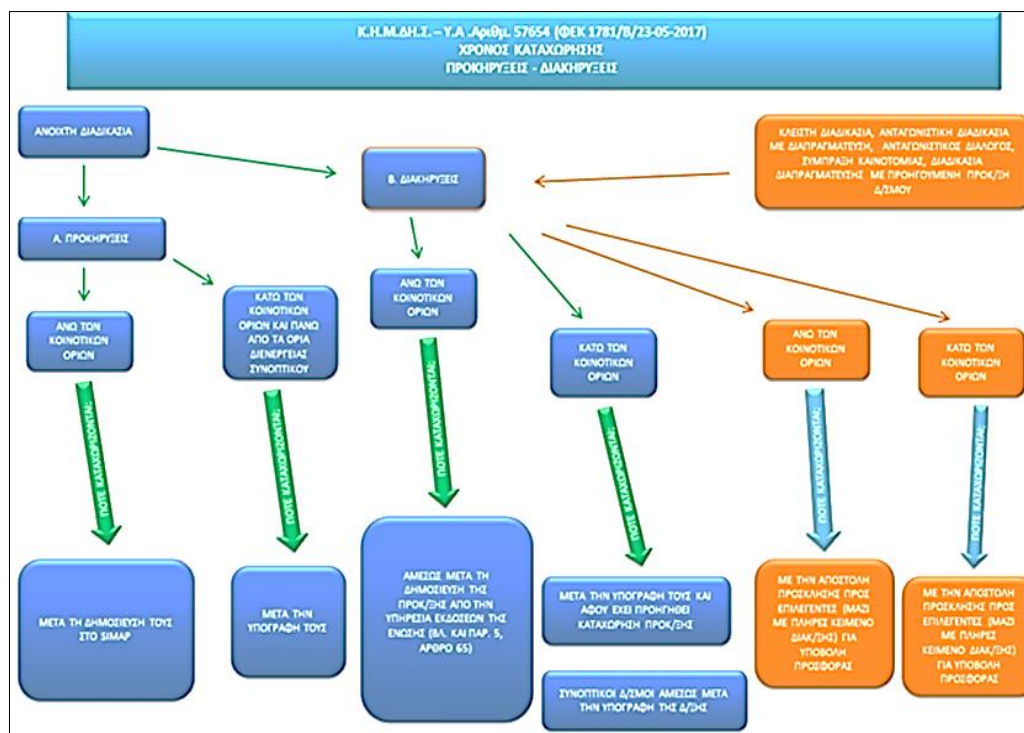 Κ.Η.Μ.ΔΗ.Σ. – Υ.Α .Αριθμ. 57654 (ΦΕΚ 1781/Β/23-05-2017)
ΧΡΟΝΟΣ ΚΑΤΑΧΩΡΗΣΗΣ
ΠΡΟΚΗΡΥΞΕΙΣ - ΔΙΑΚΗΡΥΞΕΙΣ
ΑΝΟΙΧΤΗ ΔΙΑΔΙΚΑΣΙΑ
Β. ΔΙΑΚΗΡΥΞΕΙΣ
ΚΛΕΙΣΤΗ ΔΙΑΔΙΚΑΣΙΑ, ΑΝΤΑΓΩΝΙΣΤΙΚΗ ΔΙΑΔΙΚΑΣΙΑ
ΜΕ ΔΙΑΠΡΑΓΜΑΤΕΥΣΗ, ΑΝΤΑΓΩΝΙΣΤΙΚΟΣ ΔΙΑΛΟΓΟΣ,
ΣΥΜΠΡΑΞΗ ΚΑΙΝΟΤΟΜΙΑΣ, ΔΙΑΔΙΚΑΣΙΑ
ΔΙΑΠΡΑΓΜΑΤΕΥΣΗΣ ΜΕ ΠΡΟΗΓΟΥΜΕΝΗ ΠΡΟΚ/ΞΗ
Δ/ΣΜΟΥ
Α. ΠΡΟΚΗΡΥΞΕΙΣ
ΑΝΩ ΤΩΝ
ΚΟΙΝΟΤΙΚΩΝ
ΟΡΙΩΝ
ΚΑΤΩ ΤΩΝ
ΚΟΙΝΟΤΙΚΩΝ
ΟΡΙΩΝ ΚΑΙ ΠΑΝΩ
ΑΠΟ ΤΑ ΟΡΙΑ
ΔΙΕΝΕΡΓΕΙΑΣ
ΣΥΝΟΠΤΙΚΟΥ
ΑΝΩ ΤΩΝ
ΚΟΙΝΟΤΙΚΩΝ
ΟΡΙΩΝ
ΚΑΤΩ ΤΩΝ
ΚΟΙΝΟΤΙΚΩΝ
ΟΡΙΩΝ
ΑΝΩ ΤΩΝ
ΚΟΙΝΟΤΙΚΩΝ
ΟΡΙΩΝ
ΚΑΤΩ ΤΩΝ
ΚΟΙΝΟΤΙΚΩΝ
ΟΡΙΩΝ
ΠΟΤΕ ΚΑΤΑΧΩΡΙΖΟΝΤΑΙ;
ΠΟΤΕ ΚΑΤΑΧΩΡΙΖΟΝΤΑΙ;
ΠΟΤΕ ΚΑΤΑΧΩΡΙΖΟΝΤΑΙ;
ΠΟΤΕ ΚΑΤΑΧΩΡΙΖΟΝΤΑΙ;
ΠΟΤΕ ΚΑΤΑΧΩΡΙΖΟΝΤΑΙ;
ΠΟΤΕ ΚΑΤΑΧΩΡΙΖΟΝΤΑΙ;
ΜΕΤΑ ΤΗ ΔΗΜΟΣΙΕΥΣΗ ΤΟΥΣ
ΣΤΟ SIMAP
ΜΕΤΑ ΤΗΝ
ΥΠΟΓΡΑΦΗ ΤΟΥΣ
ΑΜΕΣΩΣ ΜΕΤΑ ΤΗ
ΔΗΜΟΣΙΕΥΣΗ ΤΗΣ
ΠΡΟΚ/ΞΗΣ ΑΠΟ ΤΗΝ
ΥΠΗΡΕΣΙΑ ΕΚΔΟΣΕΩΝ ΤΗΣ
ΕΝΩΣΗΣ (ΒΛ. ΚΑΙ ΠΑΡ. 5,
ΑΡΘΡΟ 65)
ΜΕΤΑ ΤΗΝ ΥΠΟΓΡΑΦΗ ΤΟΥΣ ΚΑΙ
ΑΦΟΥ ΕΧΕΙ ΠΡΟΗΓΗΘΕΙ
ΚΑΤΑΧΩΡΗΣΗ ΠΡΟΚ/ΞΗΣ
ΣΥΝΟΠΤΙΚΟΙ Δ/ΣΜΟΙ ΑΜΕΣΩΣ ΜΕΤΑ
ΤΗΝ ΥΠΟΓΡΑΦΗ ΤΗΣ Δ/ΞΗΣ
ΜΕ ΤΗΝ ΑΠΟΣΤΟΛΗ
ΠΡΟΣΚΛΗΣΗΣ ΠΡΟΣ
ΕΠΙΛΕΓΕΝΤΕΣ (ΜΑΖΙ
ΜΕ ΠΛΗΡΕΣ ΚΕΙΜΕΝΟ
ΔΙΑΚ/ΞΗΣ) ΓΙΑ
ΥΠΟΒΟΛΗ
ΠΡΟΣΦΟΡΑΣ
ΜΕ ΤΗΝ ΑΠΟΣΤΟΛΗ
ΠΡΟΣΚΛΗΣΗΣ ΠΡΟΣ
ΕΠΙΛΕΓΕΝΤΕΣ (ΜΑΖΙ
ΜΕ ΠΛΗΡΕΣ
ΚΕΙΜΕΝΟ ΔΙΑΚ/ΞΗΣ)
ΓΙΑ ΥΠΟΒΟΛΗ
ΠΡΟΣΦΟΡΑΣ